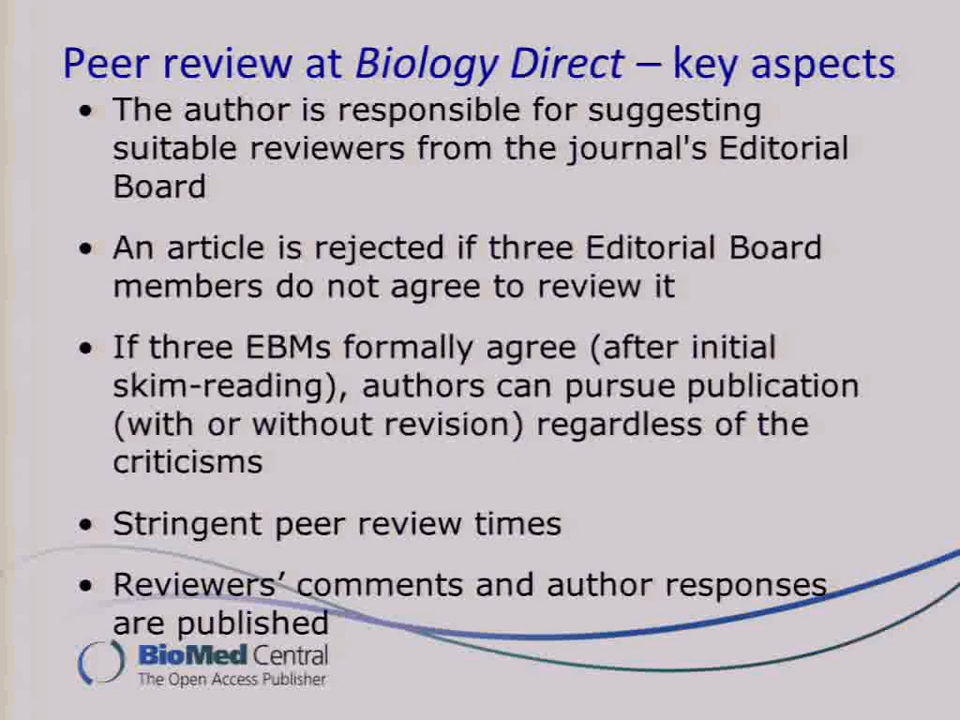 Peer review at Biology Direct – key aspects
• The author is responsible for suggesting
suitable reviewers from the journal's Editorial
Board
• An article is rejected if three Editorial Board
members do not agree to review it
• If three EBMs formally agree (after initial
skim-reading), authors can pursue publication
(with or without revision) regardless of the
criticisms
• Stringent peer review times
• Reviewers’ comments and author responses
are published
BioMed Central
The Open Access Publisher